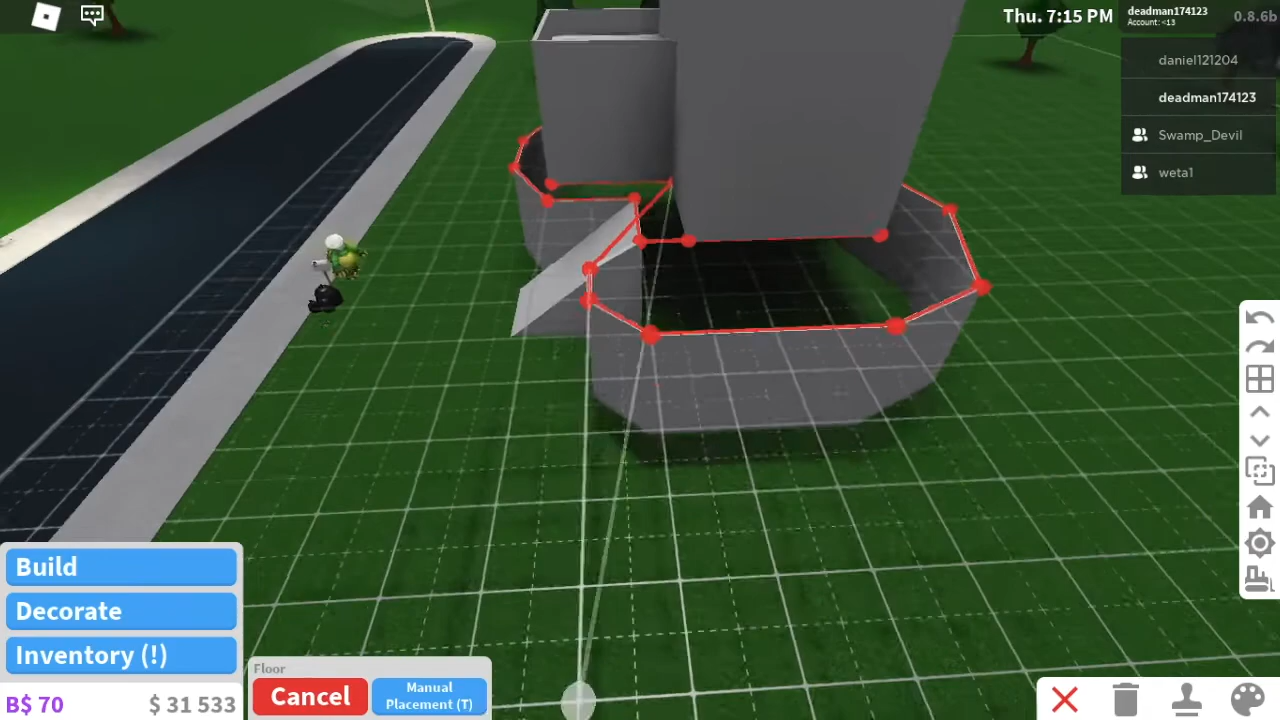 Thu. 7:15 PM
deadman174123
Account: <13
0.8.6b
daniel121204
deadman174123
Swamp_Devil
weta1
Build
Decorate
Inventory (!)
B$ 70
$ 31 533
Floor
Cancel
Manual
Placement (T)